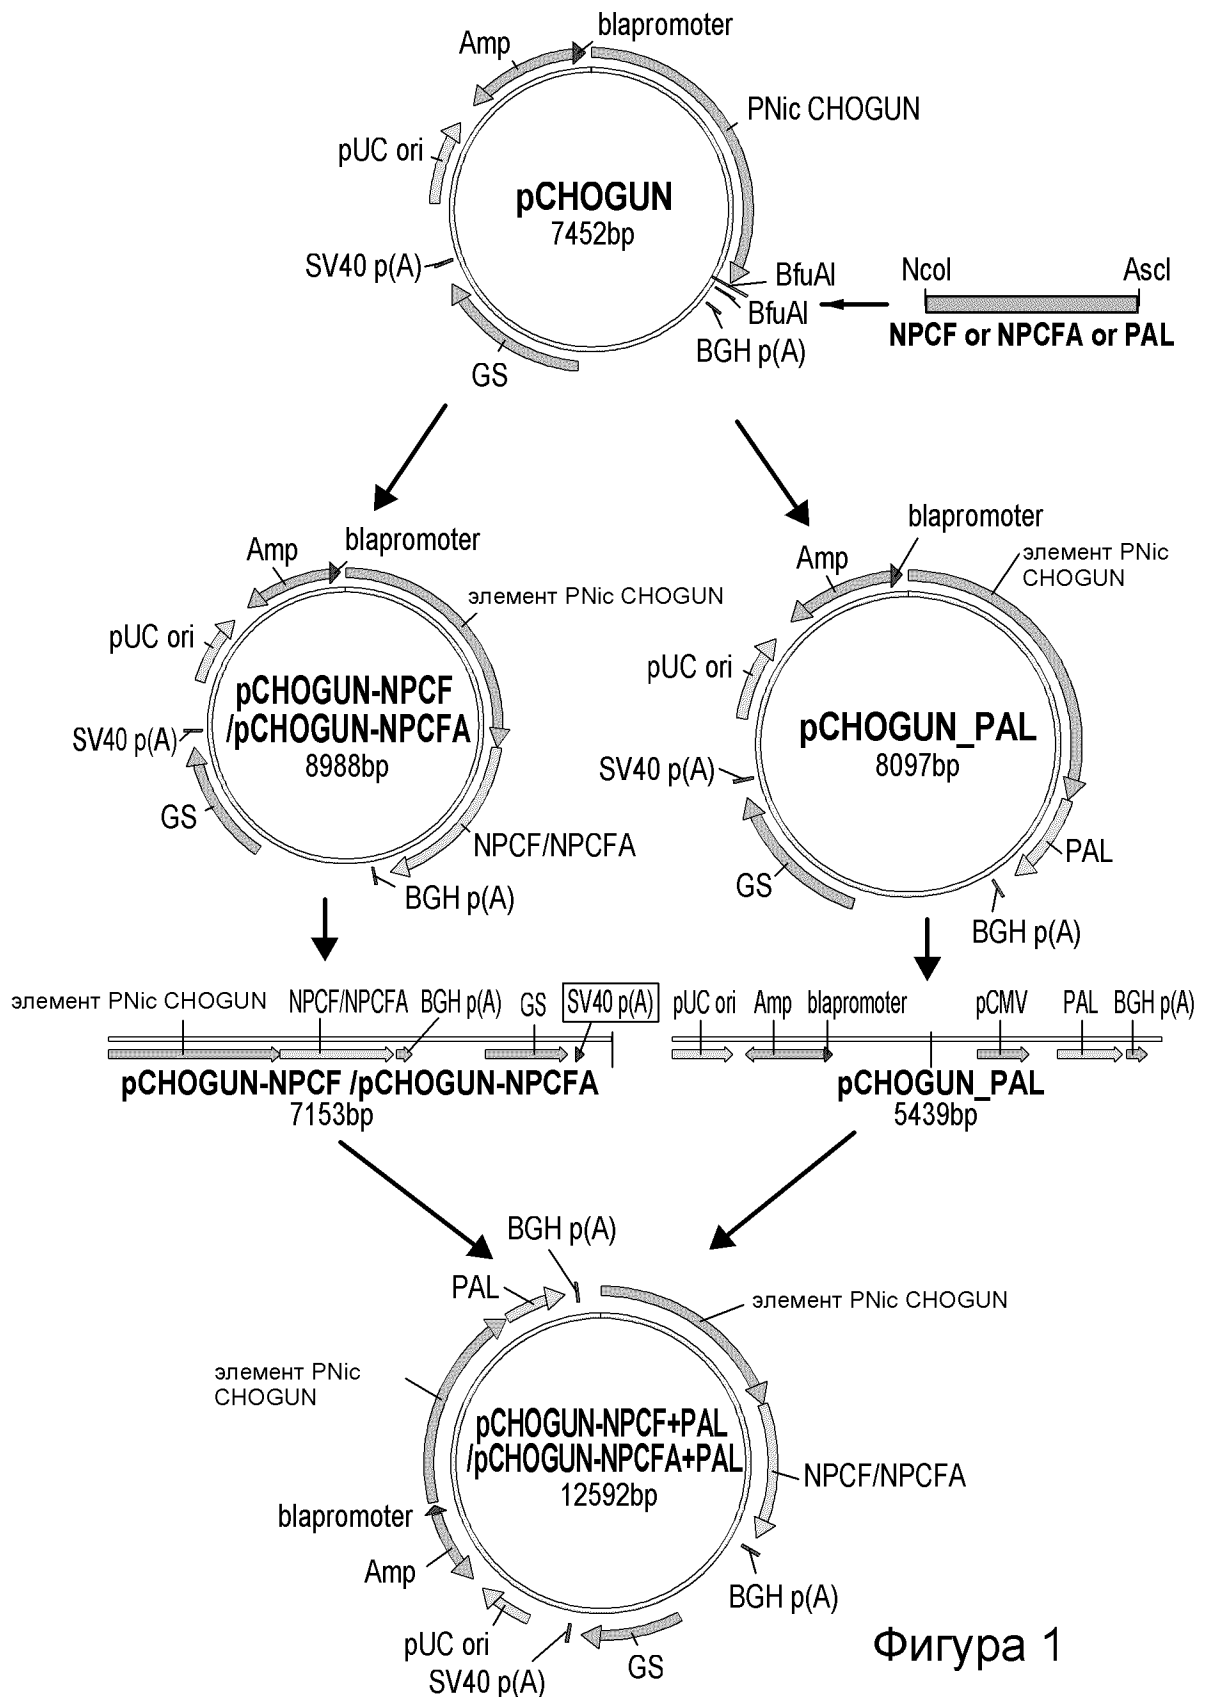 blapromoter
Amp
PNic CHOGUN
pUC ori
pCHOGUN
7452bp
SV40 p(A)
BfuAI
BfuAI
BGH p(A)
GS
NcoI
AscI
NPCF or NPCFA or PAL
blapromoter
Amp
элемент PNic CHOGUN
pUC ori
pCHOGUN-NPCF
/pCHOGUN-NPCFA
8988bp
SV40 p(A)
GS
NPCF/NPCFA
BGH p(A)
blapromoter
Amp
элемент PNic
CHOGUN
pUC ori
pCHOGUN_PAL
8097bp
SV40 p(A)
GS
PAL
BGH p(A)
элемент PNic CHOGUN
NPCF/NPCFA
BGH p(A)
GS
SV40 p(A)
pCHOGUN-NPCF /pCHOGUN-NPCFA
7153bp
pUC ori
Amp
blapromoter
pCMV
PAL
BGH p(A)
pCHOGUN_PAL
5439bp
BGH p(A)
PAL
элемент PNic CHOGUN
элемент PNic
CHOGUN
pCHOGUN-NPCF+PAL
/pCHOGUN-NPCFA+PAL
12592bp
NPCF/NPCFA
blapromoter
Amp
BGH p(A)
pUC ori
SV40 p(A)
GS
Фигура 1